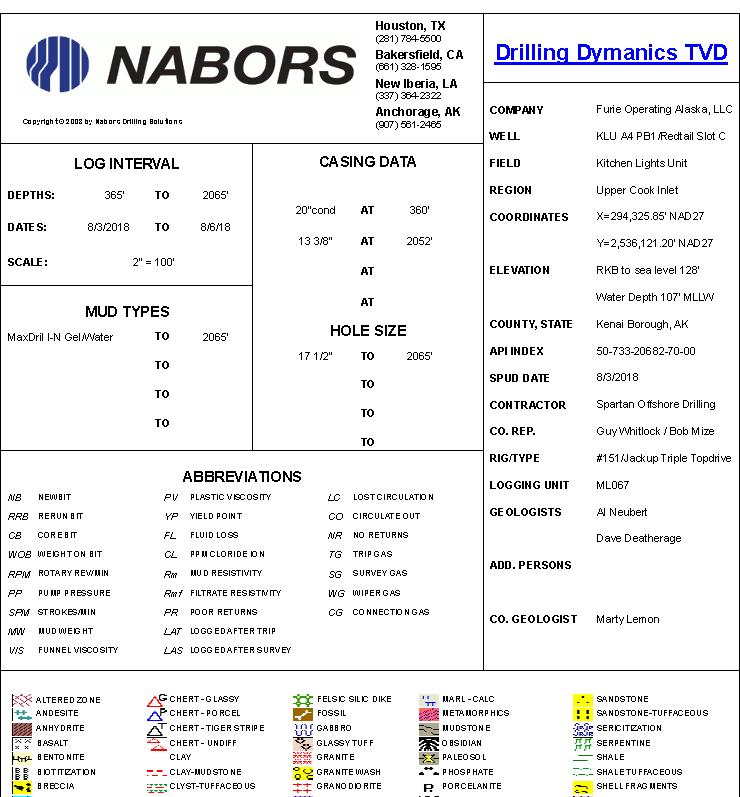 NABORS
Copyright © 2008 by Nabors Drilling Solutions
Houston, TX
(281) 784-5500
Bakersfield, CA
(661) 328-1595
New Iberia, LA
(337) 364-2322
Anchorage, AK
(907) 561-2465
Drilling Dymanics TVD
LOG INTERVAL
DEPTHS: 365' TO 2065'
DATES: 8/3/2018 TO 8/6/18
SCALE: 2" = 100'
MUD TYPES
MaxDril I-N Gel/Water TO 2065'
TO
TO
TO
CASING DATA
20"cond AT 360'
13 3/8" AT 2052'
AT
AT
HOLE SIZE
17 1/2" TO 2065'
TO
TO
TO
COMPANY Furie Operating Alaska, LLC
WELL KLU A4 PB1/Redtail Slot C
FIELD Kitchen Lights Unit
REGION Upper Cook Inlet
COORDINATES X=294,325.85' NAD27
Y=2,536,121.20' NAD27
ELEVATION RKB to sea level 128'
Water Depth 107' MLLW
COUNTY, STATE Kenai Borough, AK
API INDEX 50-733-20682-70-00
SPUD DATE 8/3/2018
CONTRACTOR Spartan Offshore Drilling
CO. REP. Guy Whitlock / Bob Mize
RIG/TYPE #151/Jackup Triple Topdrive
LOGGING UNIT ML067
GEOLOGISTS Al Neubert
Dave Deatherage
ADD. PERSONS
CO. GEOLOGIST Marty Lemon
ABBREVIATIONS
NB NEW BIT PV PLASTIC VISCOSITY LC LOST CIRCULATION
RRB RERUN BIT YP YIELD POINT CO CIRCULATE OUT
CB CORE BIT FL FLUID LOSS NR NO RETURNS
WOB WEIGHT ON BIT CL PPM CLORIDE ION TG TRIP GAS
RPM ROTARY REV/MIN Rm MUD RESISTIVITY SG SURVEY GAS
PP PUMP PRESSURE Rmf FILTRATE RESISTIVITY WG WIPER GAS
SPM STROKES/MIN PR POOR RETURNS CG CONNECTION GAS
MW MUD WEIGHT LAT LOGGED AFTER TRIP
VIS FUNNEL VISCOSITY LAS LOGGED AFTER SURVEY
ALTERED ZONE CHERT - GLASSY FELSIC SILIC DIKE MARL - CALC SANDSTONE
ANDESITE CHERT - PORCEL FOSSIL METAMORPHICS SANDSTONE-TUFFACEOUS
ANHYDRITE CHERT - TIGER STRIPE GABBRO MUDSTONE SERICITIZATION
BASALT CHERT - UNDIFF GLASSY TUFF OBSIDIAN SERPENTINE
BENTONITE CLAY GRANITE PALEOSOL SHALE
BIOTITIZATION CLAY-MUDSTONE GRANITE WASH PHOSPHATE SHALE TUFFACEOUS
BRECCIA CLYST-TUFFACEOUS GRANODIORITE PORCELANITE SHELL FRAGMENTS